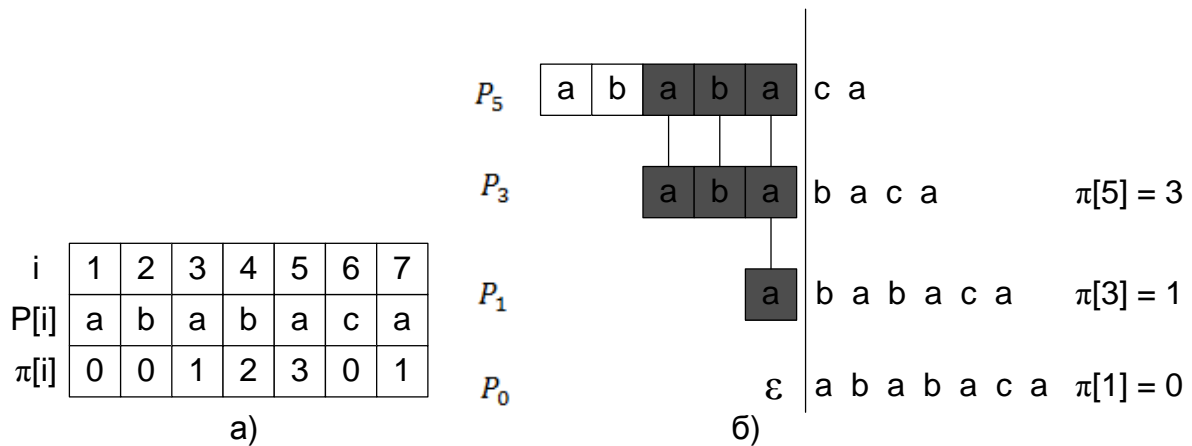 i 1 2 3 4 5 6 7
P[i] a b a b a c a
π[i] 0 0 1 2 3 0 1
а)
P₅ a b a b a c a
P₃ a b a b a c a π[5] = 3
P₁ a b a b a c a π[3] = 1
P₀ ε a b a b a c a π[1] = 0
б)